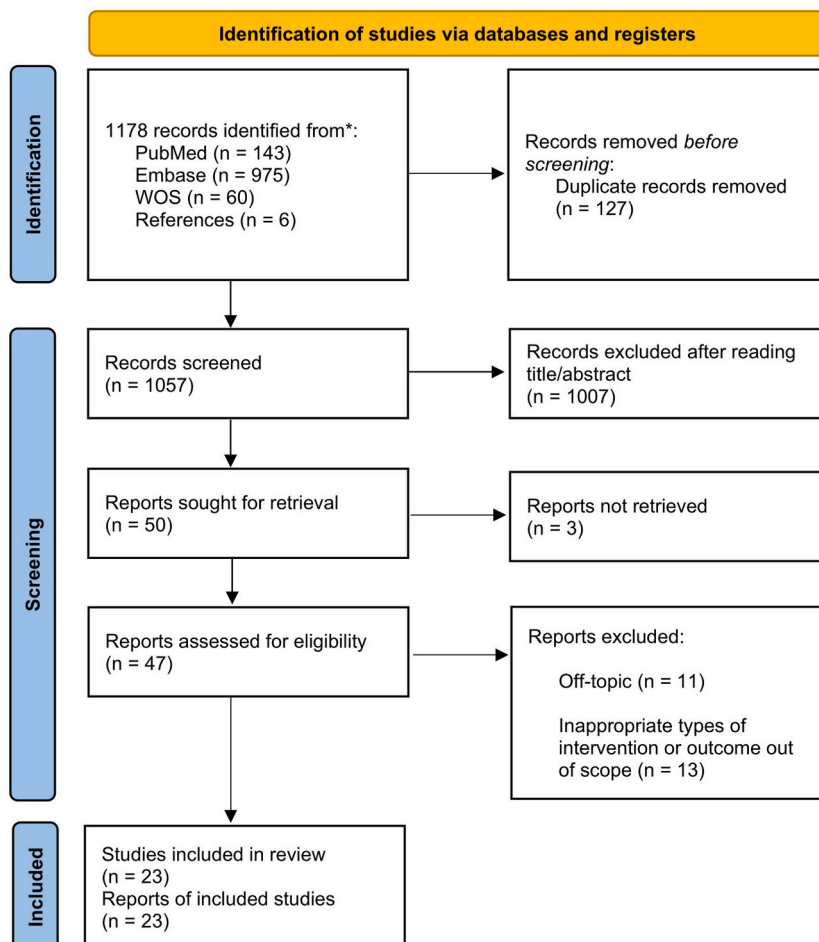 Identification of studies via databases and registers
Identification
1178 records identified from*:
PubMed (n = 143)
Embase (n = 975)
WOS (n = 60)
References (n = 6)
Records removed before
screening:
Duplicate records removed
(n = 127)
Screening
Records screened
(n = 1057)
Records excluded after reading
title/abstract
(n = 1007)
Reports sought for retrieval
(n = 50)
Reports not retrieved
(n = 3)
Reports assessed for eligibility
(n = 47)
Reports excluded:
Off-topic (n = 11)
Inappropriate types of
intervention or outcome out
of scope (n = 13)
Included
Studies included in review
(n = 23)
Reports of included studies
(n = 23)